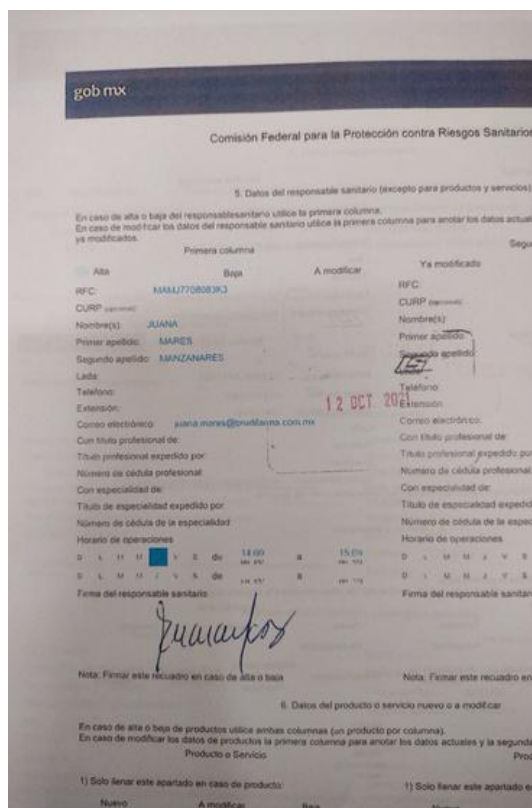 gob mx
Comisión Federal para la Protección contra Riesgos Sanitarios
5. Datos del responsable sanitario (excepto para productos y servicios)
En caso de alta o baja del responsablesanitario utilice la primera columna.
En caso de modificar los datos del responsable sanitario utilice la primera columna para anotar los datos actual
ya modificados.
Primera columna
Segu
Alta Baja A modificar
Ya modificado
RFC:
RFC:
CURP (opcional):
CURP (opcional):
Nombre(s): JUANA
Nombre(s):
Primer apellido: MARES
Primer apellido:
Segundo apellido: MANZANARES
Segundo apellido:
Lada:
Teléfono:
Teléfono:
12 OCT 2021
Extensión:
Extensión:
Correo electrónico:
Correo electrónico:
Con título profesional de:
Con título profesional de:
Título profesional expedido por:
Título profesional expedido por
Número de cédula profesional:
Número de cédula profesional:
Con especialidad de:
Con especialidad de:
Título de especialidad expedido por:
Título de especialidad expedid
Número de cédula de la especialidad:
Número de cédula de la espec
Horario de operaciones
Horario de operaciones
D L M M V S de 14:00 a
D L M M J V S
D L M M J V S de a
D L M M J V S
Firma del responsable sanitario
Firma del responsable sanitar
Nota: Firmar este recuadro en caso de alta o baja
Nota: Firmar este recuadro en
6. Datos del producto o servicio nuevo o a modificar
En caso de alta o baja de productos utilice ambas columnas (un producto por columna).
En caso de modificar los datos de productos la primera columna para anotar los datos actuales y la segunda
Producto o Servicio
Prod
1) Solo llenar este apartado en caso de producto:
1) Solo llenar este apartado e
Nuevo A modificar Baja